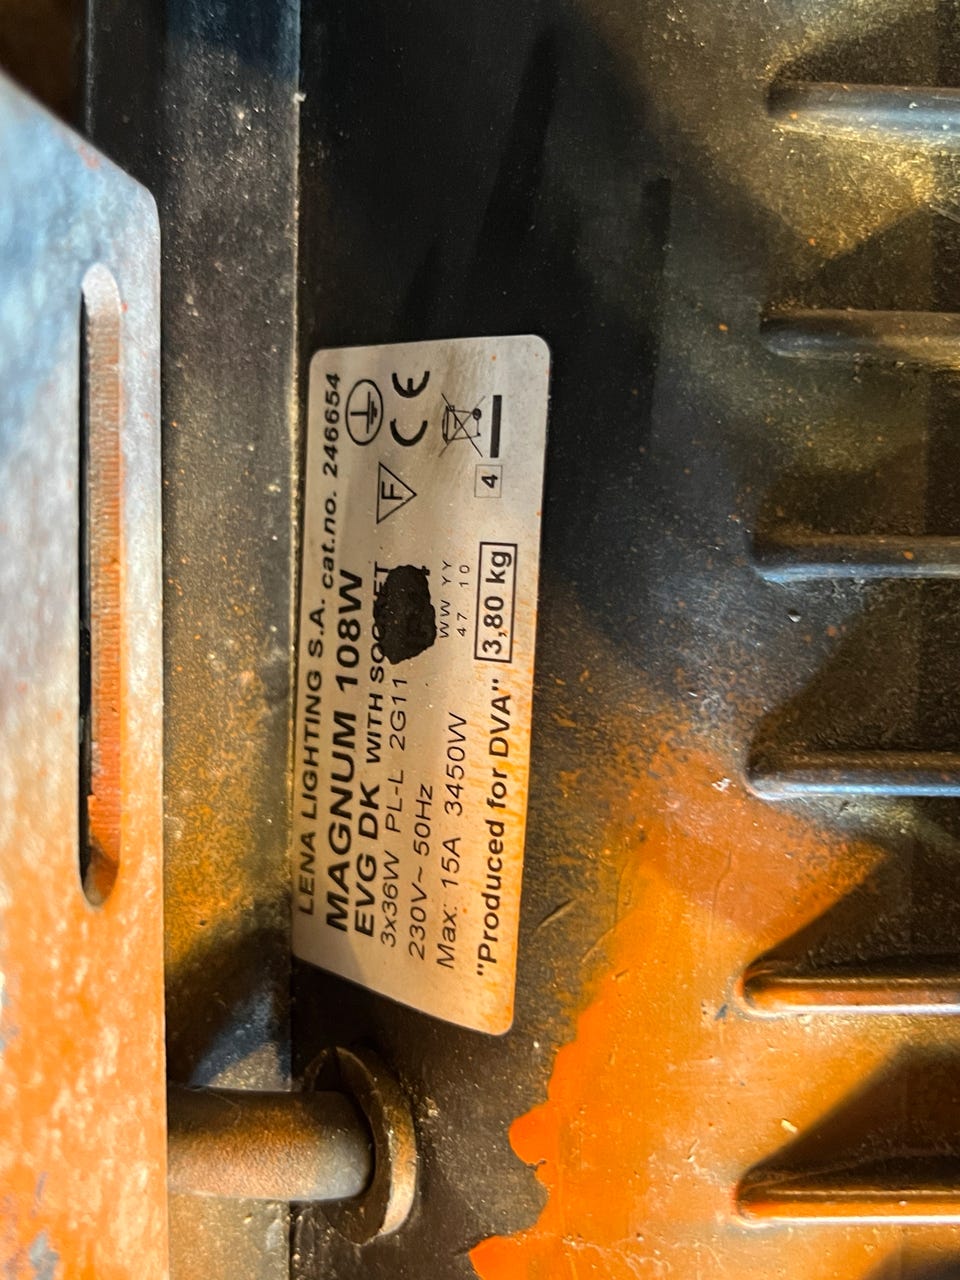 LENA LIGHTING S.A. cat.no. 246654
MAGNUM 108W
EVG DK WITH SOCKET
3x36W PL-L 2G11
230V~ 50Hz
Max: 15A 3450W
"Produced for DVA"
F
CE
WW YY
47. 10
3,80 kg
4